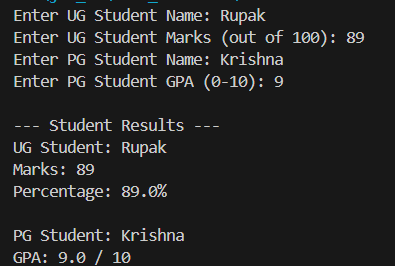 Enter UG Student Name: Rupak
Enter UG Student Marks (out of 100): 89
Enter PG Student Name: Krishna
Enter PG Student GPA (0-10): 9
--- Student Results ---
UG Student: Rupak
Marks: 89
Percentage: 89.0%
PG Student: Krishna
GPA: 9.0 / 10